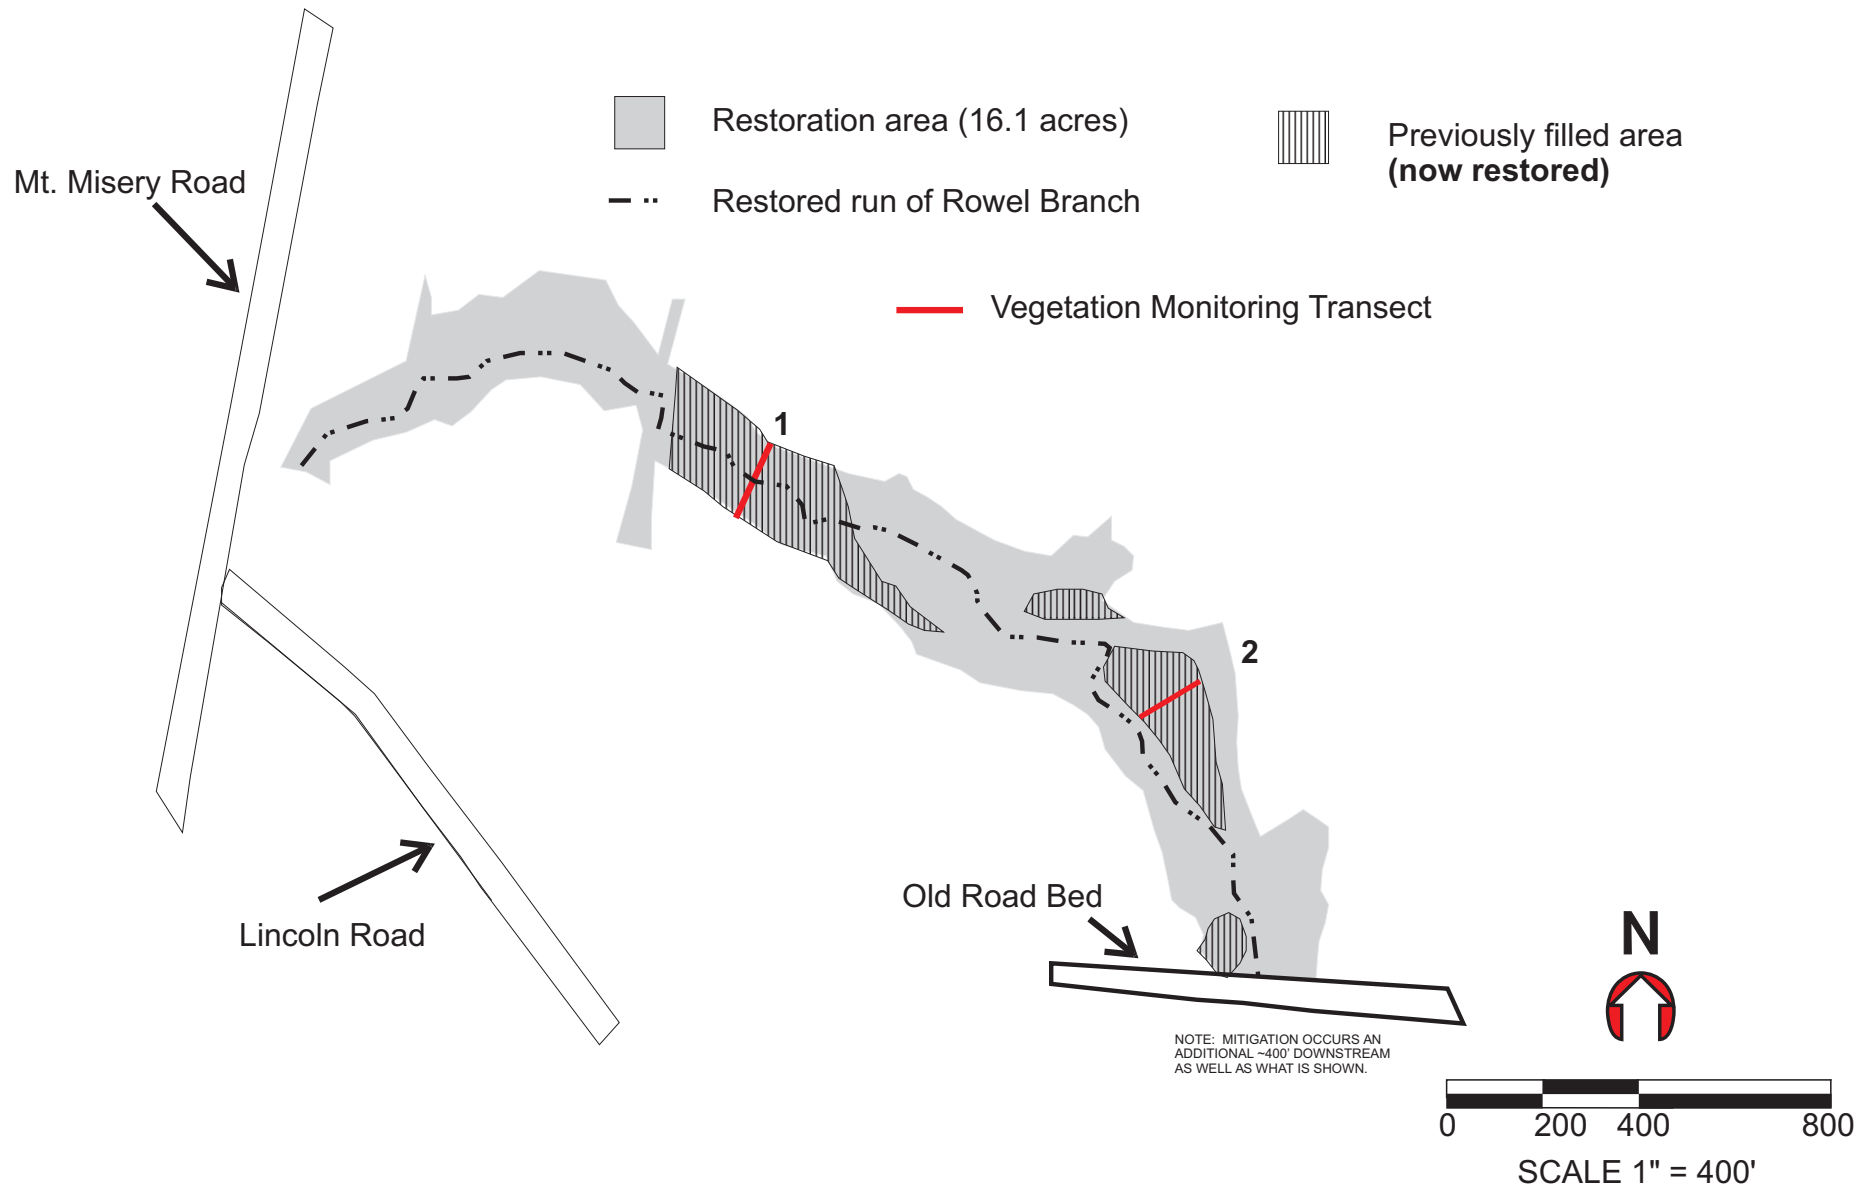 Restoration area (16.1 acres)
Previously filled area
(now restored)
Mt. Misery Road
Restored run of Rowel Branch
Vegetation Monitoring Transect
1
2
Old Road Bed
Lincoln Road
N
NOTE: MITIGATION OCCURS AN
ADDITIONAL ~400' DOWNSTREAM
AS WELL AS WHAT IS SHOWN.
0 200 400 800
SCALE 1" = 400'